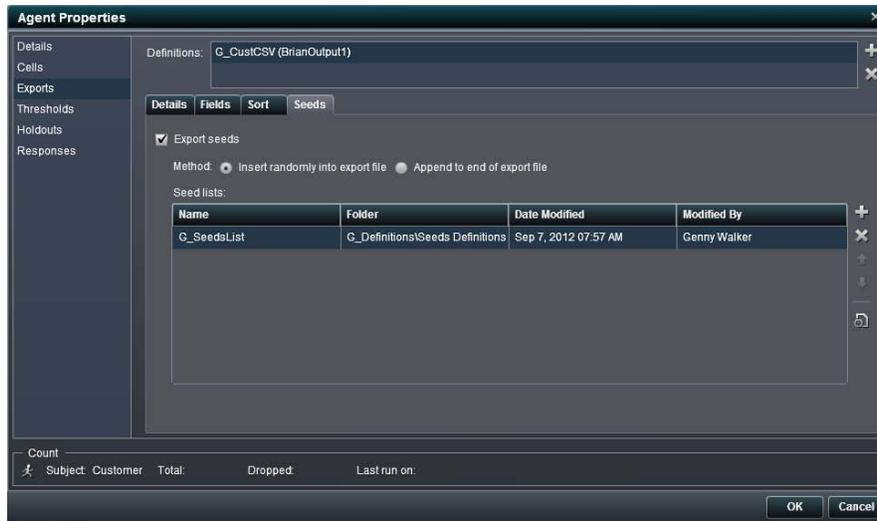 Agent Properties
Details
Cells
Exports
Thresholds
Holdouts
Responses
Definitions: G_CustCSV (BrianOutput1)
Details Fields Sort Seeds
Export seeds
Method: Insert randomly into export file Append to end of export file
Seed lists:
Name Folder Date Modified Modified By
G_SeedsList G_Definitions\Seeds Definitions Sep 7, 2012 07:57 AM Genny Walker
Count
Subject: Customer Total: Dropped: Last run on:
OK Cancel